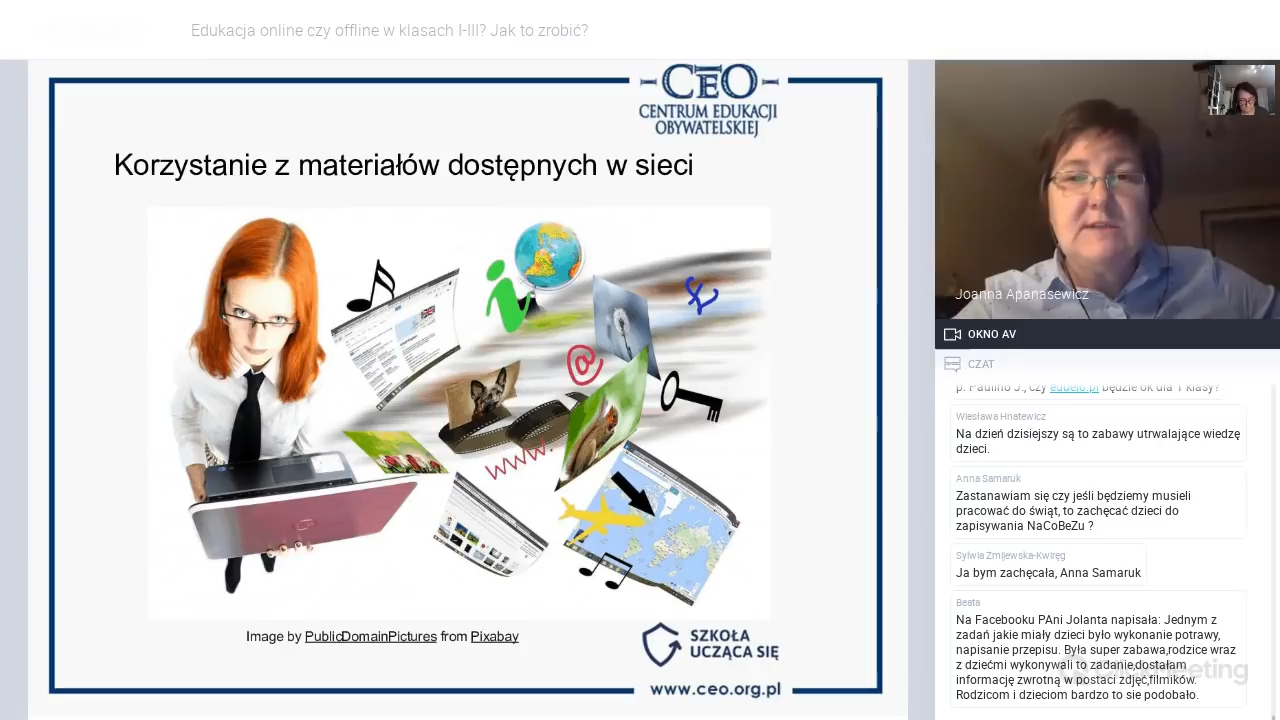 Edukacja online czy offline w klasach I-III? Jak to zrobić?
CEO
CENTRUM EDUKACJI
OBYWATELSKIEJ
Korzystanie z materiałów dostępnych w sieci
@
www.
Image by PublicDomainPictures from Pixabay
SZKOŁA
UCZĄCA SIĘ
www.ceo.org.pl
Joanna Apanasewicz
OKNO AV
CZAT
p. Paulino J., czy eduelo.pl będzie ok dla 1 klasy?
Wiesława Hnatewicz
Na dzień dzisiejszy są to zabawy utrwalające wiedzę
dzieci.
Anna Samaruk
Zastanawiam się czy jeśli będziemy musieli
pracować do świąt, to zachęcać dzieci do
zapisywania NaCoBeZu ?
Sylwia Żmijewska-Kwiręg
Ja bym zachęcała, Anna Samaruk
Beata
Na Facebooku PAni Jolanta napisała: Jednym z
zadań jakie miały dzieci było wykonanie potrawy,
napisanie przepisu. Była super zabawa,rodzice wraz
z dziećmi wykonywali to zadanie,dostałam
informację zwrotną w postaci zdjęć,filmików.
Rodzicom i dzieciom bardzo to sie podobało.